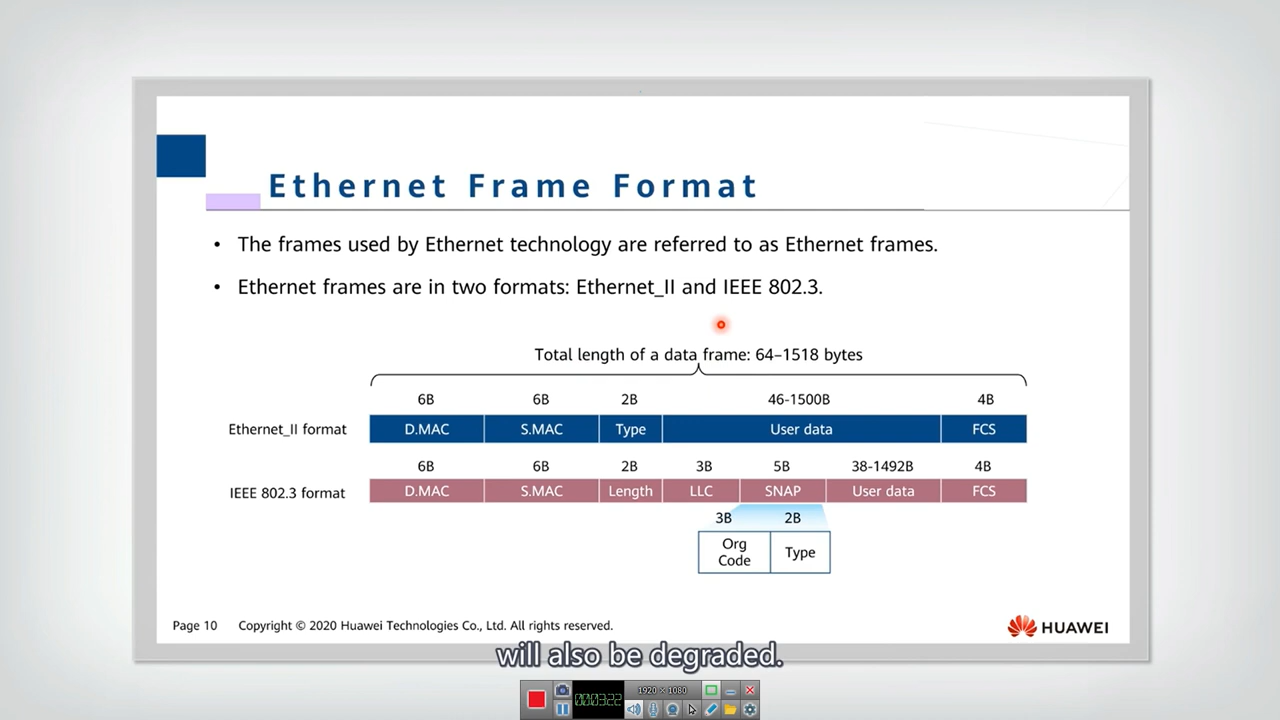 Ethernet Frame Format
• The frames used by Ethernet technology are referred to as Ethernet frames.
• Ethernet frames are in two formats: Ethernet_II and IEEE 802.3.
Total length of a data frame: 64–1518 bytes
6B 6B 2B 46-1500B 4B
Ethernet_II format D.MAC S.MAC Type User data FCS
6B 6B 2B 3B 5B 38-1492B 4B
IEEE 802.3 format D.MAC S.MAC Length LLC SNAP User data FCS
3B 2B
Org
Code
Type
Page 10 Copyright © 2020 Huawei Technologies Co., Ltd. All rights reserved.
HUAWEI
will also be degraded.
1920 × 1080
000322